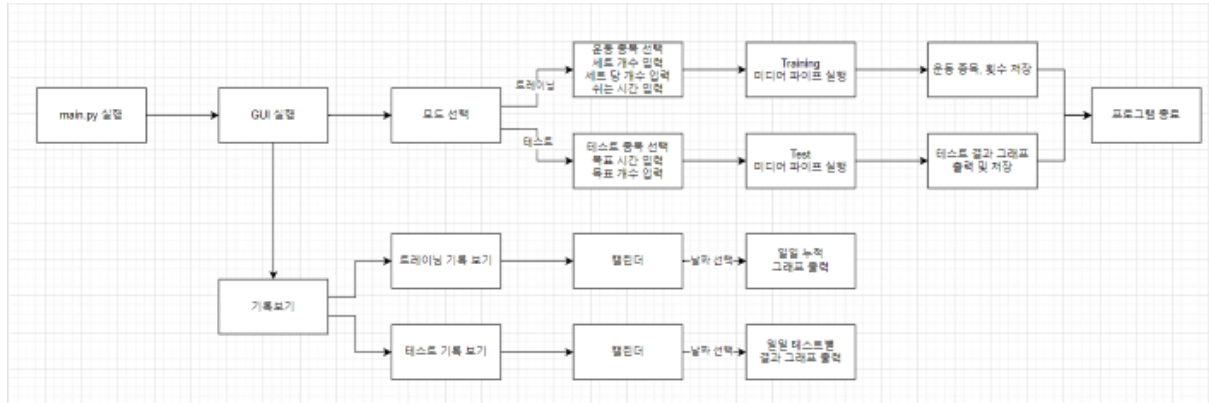 운동 종목 선택
세트 개수 입력
세트 당 개수 입력
쉬는 시간 입력
Training
미디어 파이프 실행
운동 종목, 횟수 저장
트레이닝
main.py 실행
GUI 실행
모드 선택
프로그램 종료
테스트
테스트 종목 선택
목표 시간 입력
목표 개수 입력
Test
미디어 파이프 실행
테스트 결과 그래프
출력 및 저장
트레이닝 기록 보기
캘린더
날짜 선택
일일 누적
그래프 출력
기록보기
테스트 기록 보기
캘린더
날짜 선택
일일 테스트별
결과 그래프 출력